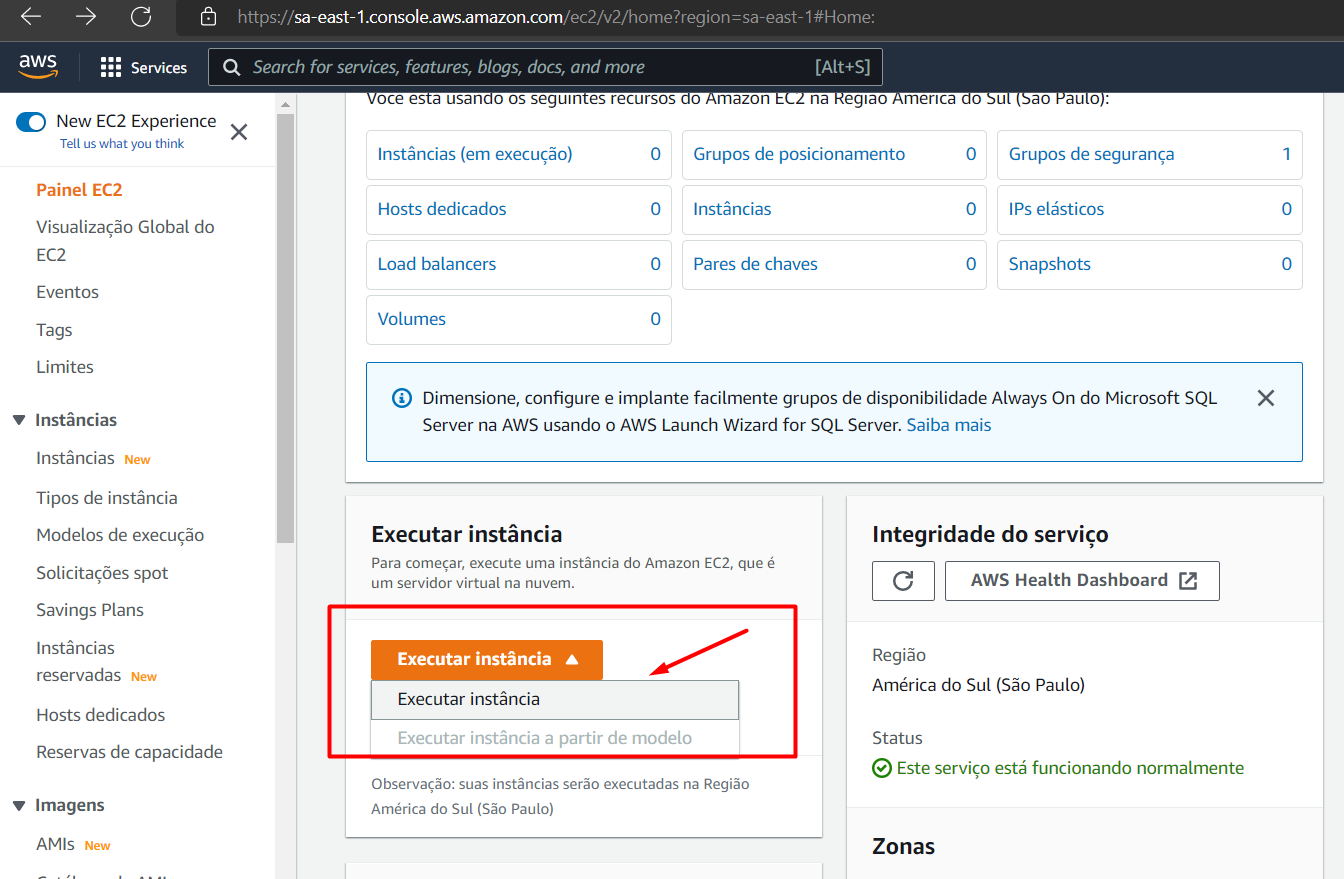 https://sa-east-1.console.aws.amazon.com/ec2/v2/home?region=sa-east-1#Home:
aws
Services
Search for services, features, blogs, docs, and more
[Alt+S]
New EC2 Experience
Tell us what you think
Painel EC2
Visualização Global do
EC2
Eventos
Tags
Limites
Instâncias
Instâncias New
Tipos de instância
Modelos de execução
Solicitações spot
Savings Plans
Instâncias
reservadas New
Hosts dedicados
Reservas de capacidade
Imagens
AMIs New
Você está usando os seguintes recursos do Amazon EC2 na Região América do Sul (São Paulo):
Instâncias (em execução) 0
Grupos de posicionamento 0
Grupos de segurança 1
Hosts dedicados 0
Instâncias 0
IPs elásticos 0
Load balancers 0
Pares de chaves 0
Snapshots 0
Volumes 0
Dimensione, configure e implante facilmente grupos de disponibilidade Always On do Microsoft SQL
Server na AWS usando o AWS Launch Wizard for SQL Server. Saiba mais
Executar instância
Para começar, execute uma instância do Amazon EC2, que é
um servidor virtual na nuvem.
Executar instância
Executar instância
Executar instância a partir de modelo
Observação: suas instâncias serão executadas na Região
América do Sul (São Paulo)
Integridade do serviço
AWS Health Dashboard
Região
América do Sul (São Paulo)
Status
Este serviço está funcionando normalmente
Zonas